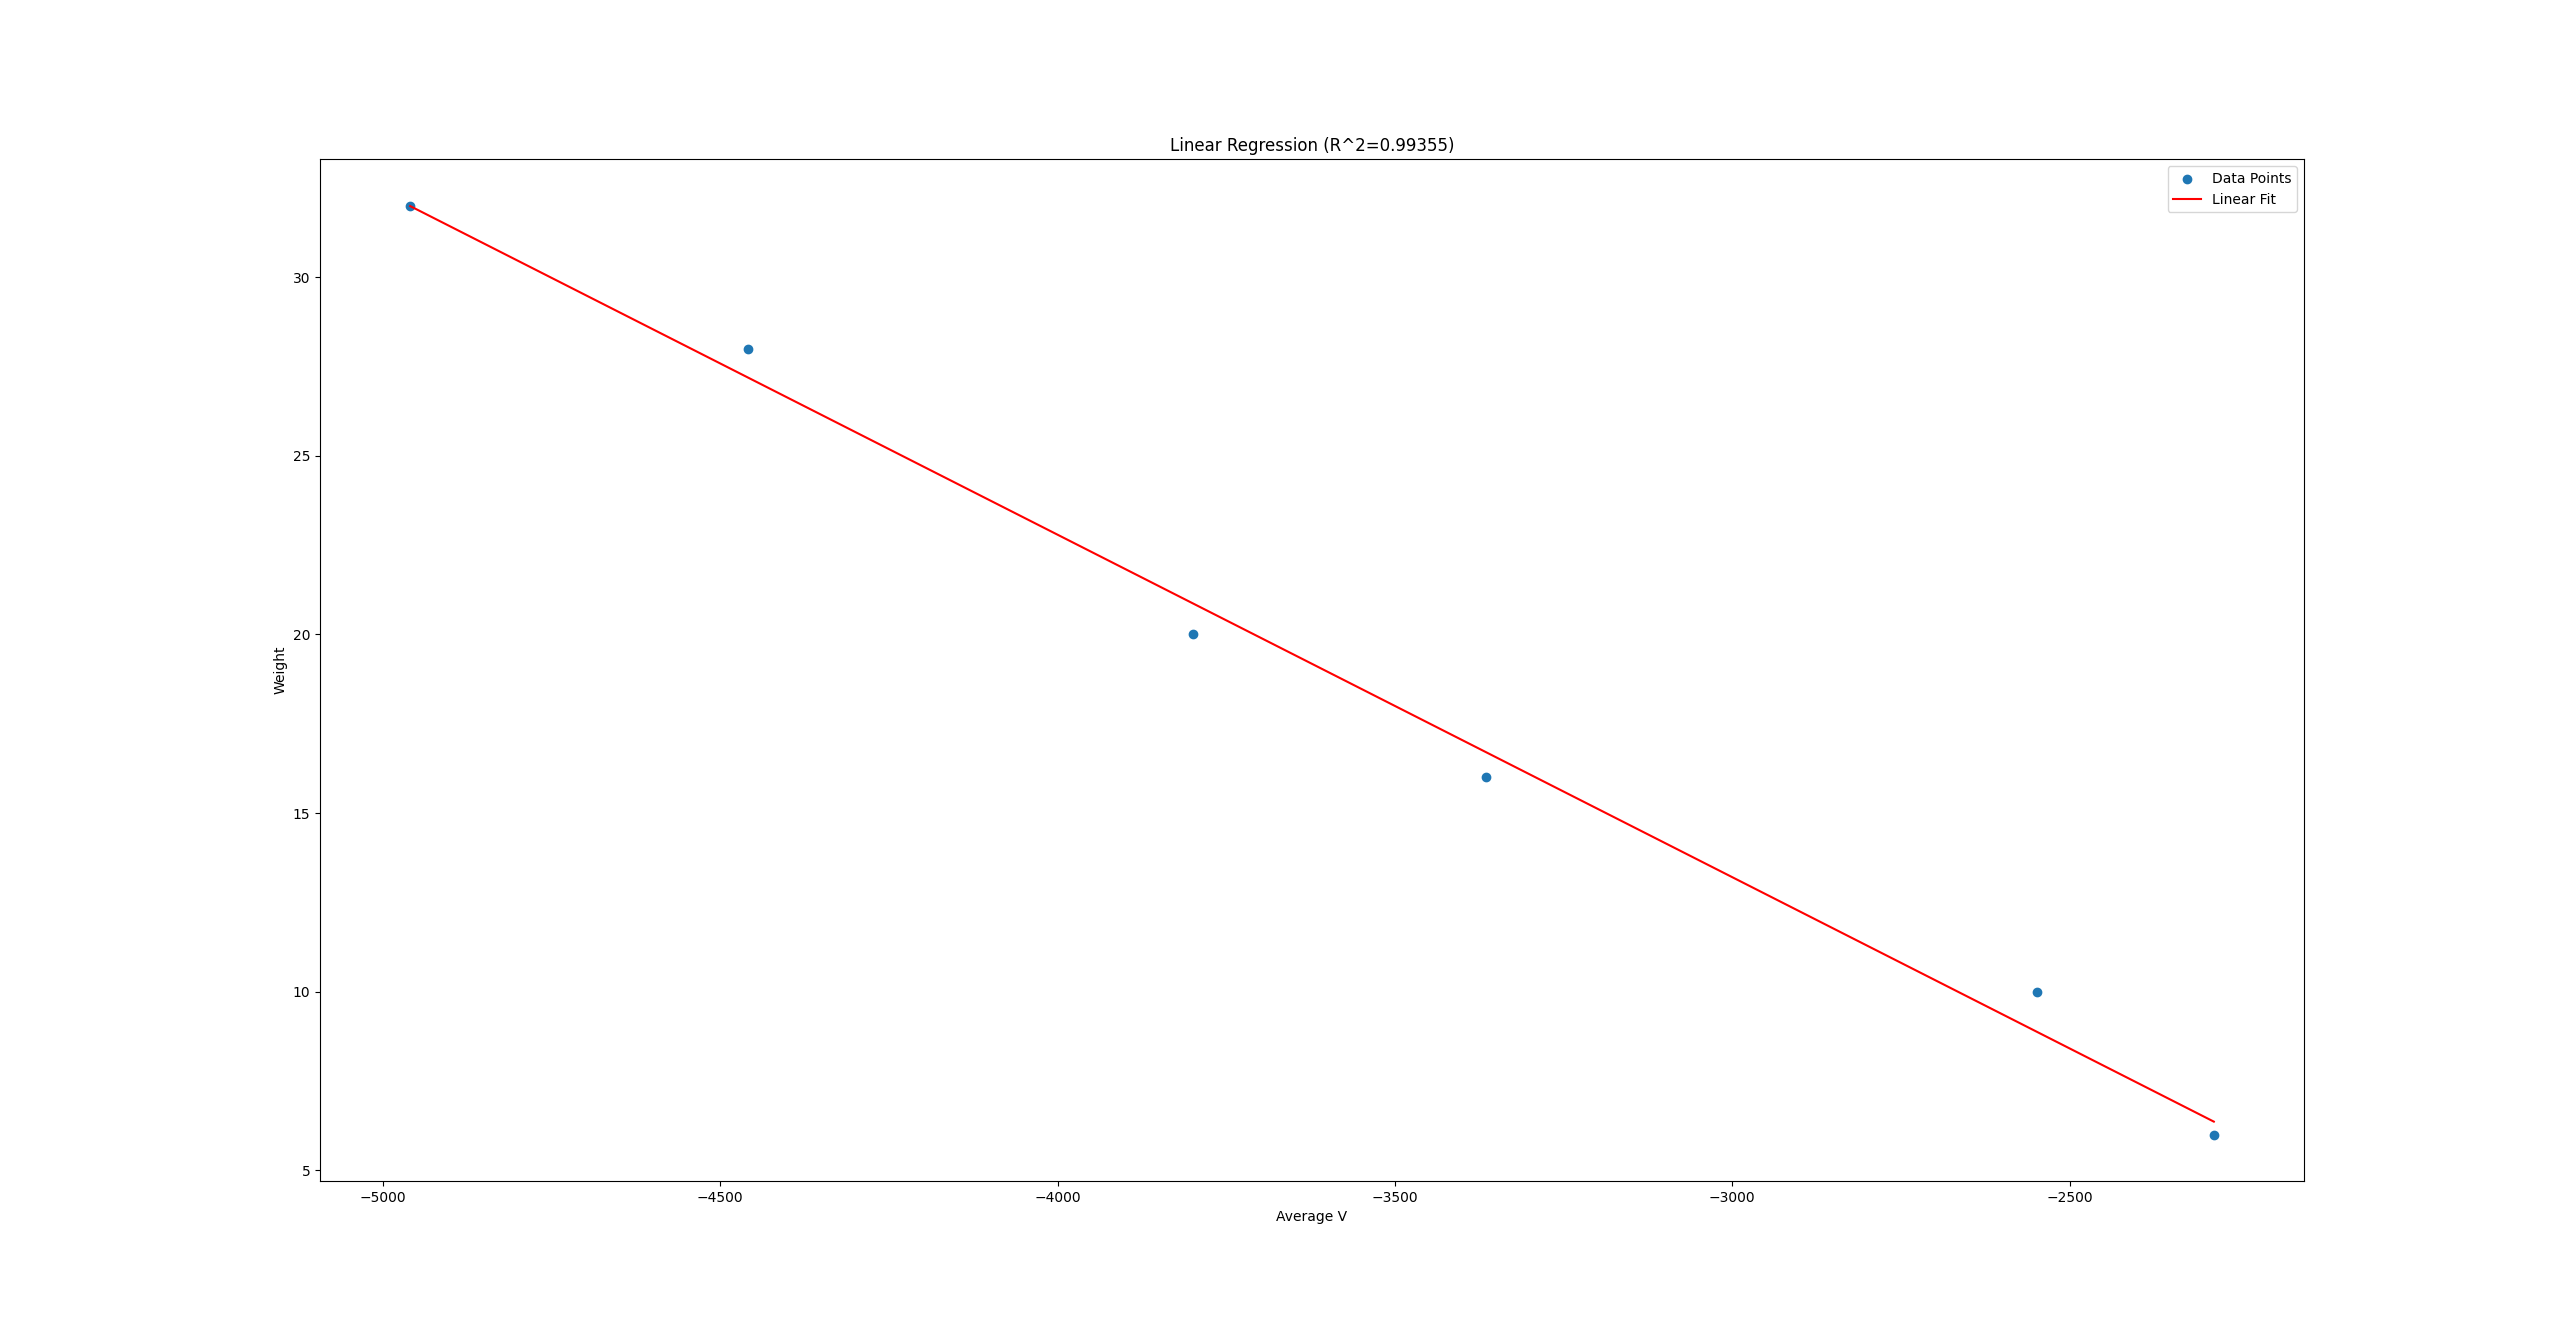 Linear Regression (R^2=0.99355)
Data Points
Linear Fit
30
25
20
15
10
5
Weight
−5000
−4500
−4000
−3500
−3000
−2500
Average V